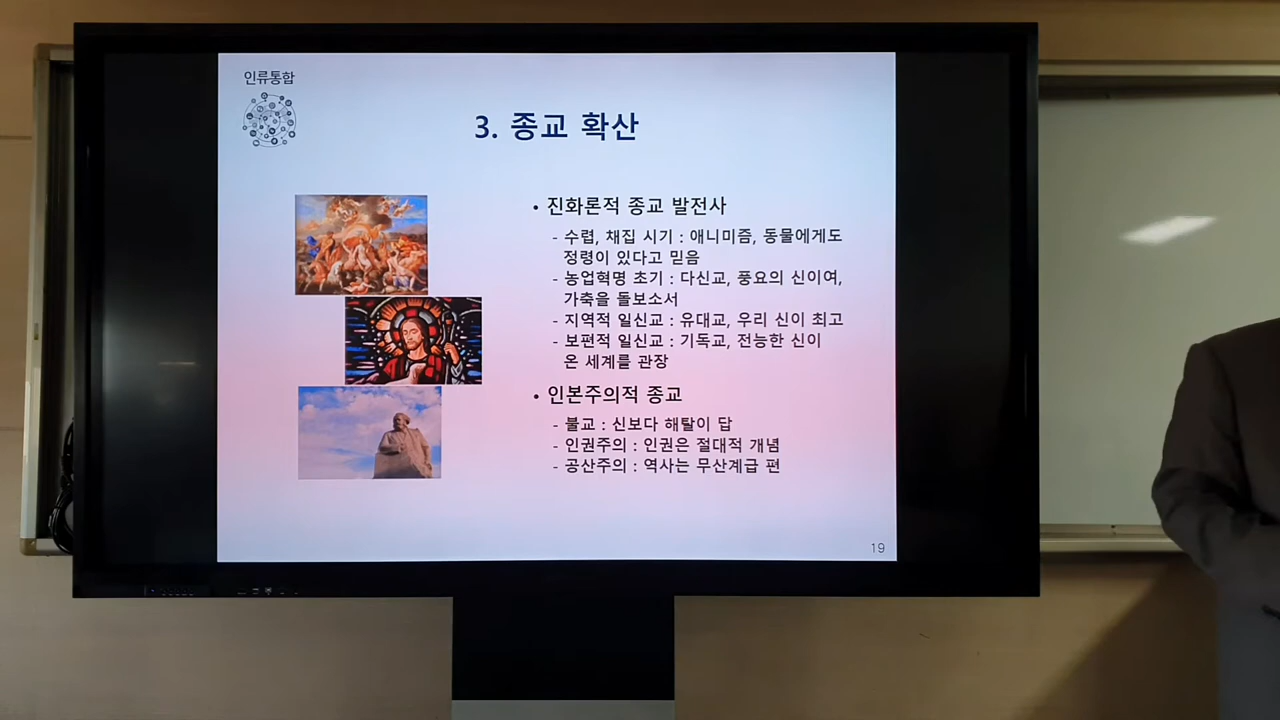 인류통합
3. 종교 확산
• 진화론적 종교 발전사
- 수렵, 채집 시기 : 애니미즘, 동물에게도
정령이 있다고 믿음
- 농업혁명 초기 : 다신교, 풍요의 신이여,
가축을 돌보소서
- 지역적 일신교 : 유대교, 우리 신이 최고
- 보편적 일신교 : 기독교, 전능한 신이
온 세계를 관장
• 인본주의적 종교
- 불교 : 신보다 해탈이 답
- 인권주의 : 인권은 절대적 개념
- 공산주의 : 역사는 무산계급 편
19